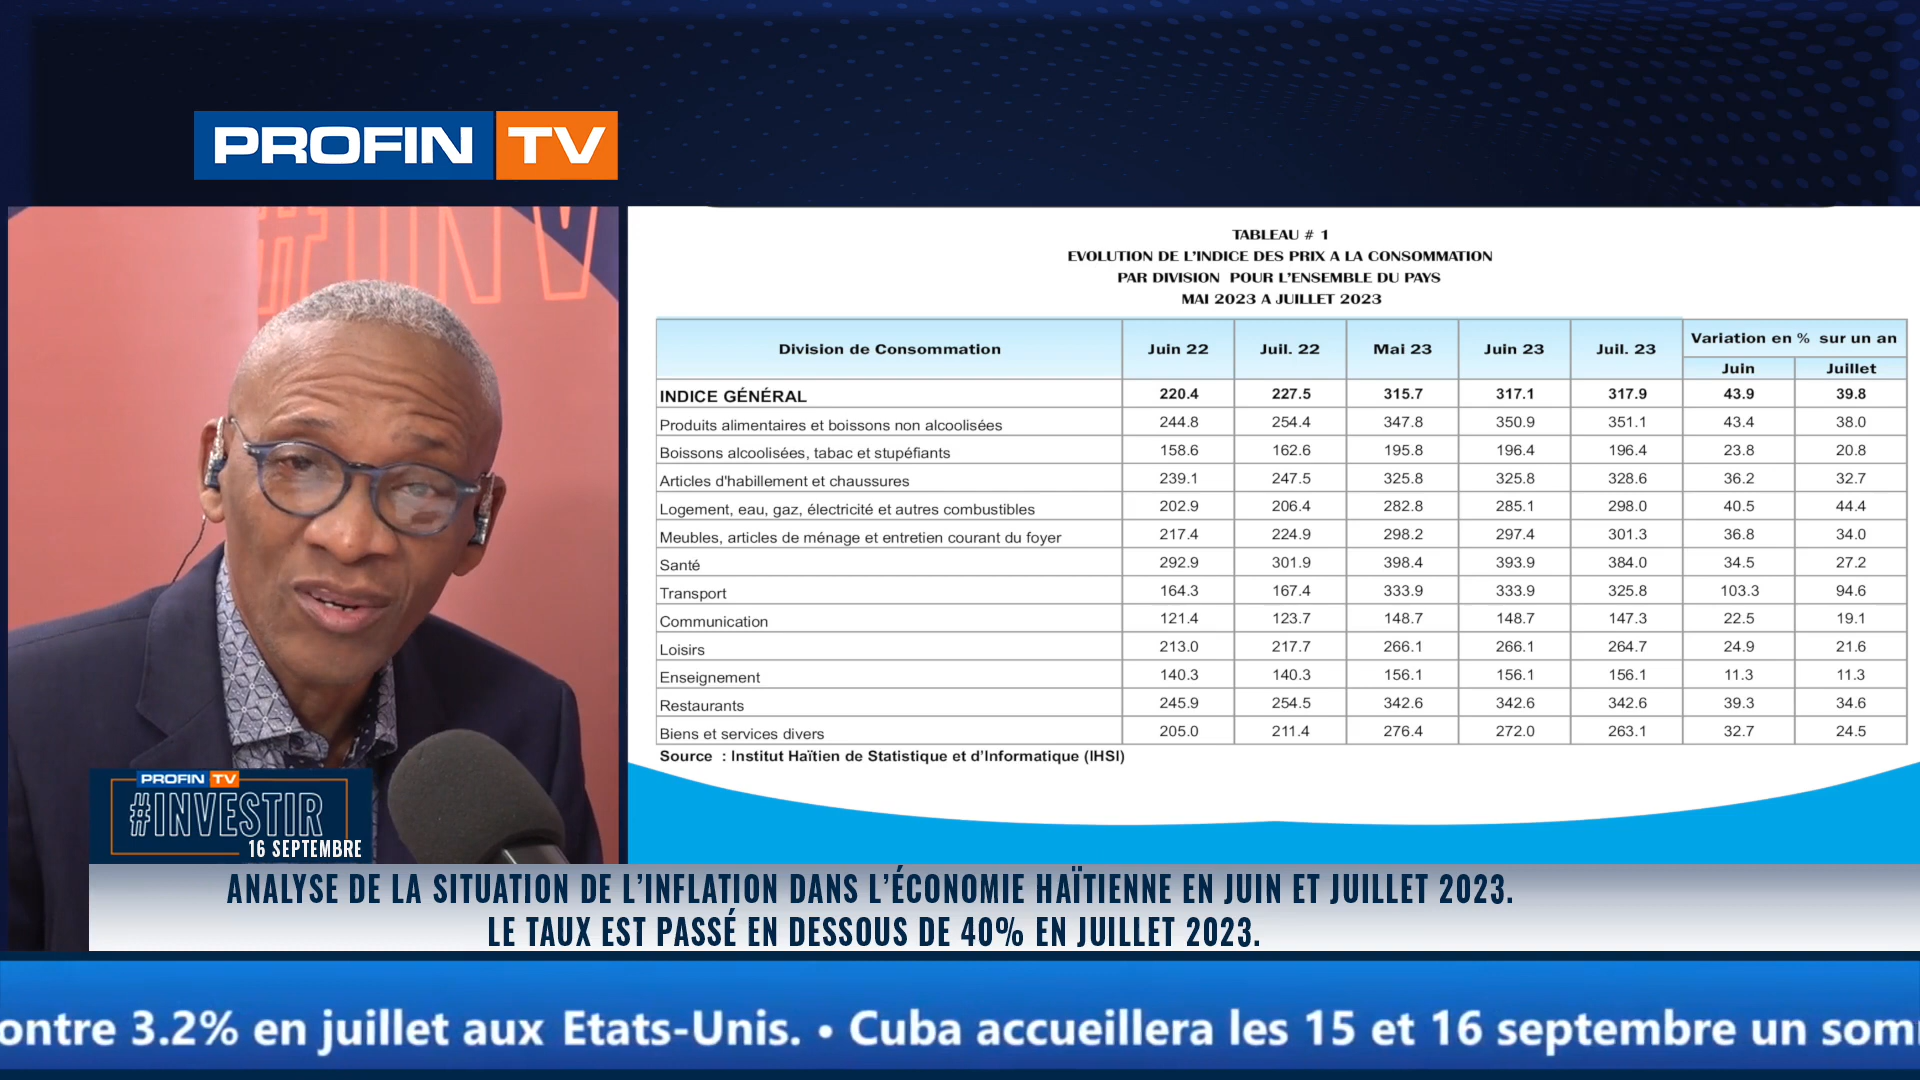 PROFIN TV
#INV
TABLEAU # 1
EVOLUTION DE L'INDICE DES PRIX A LA CONSOMMATION
PAR DIVISION POUR L'ENSEMBLE DU PAYS
MAI 2023 A JUILLET 2023
Division de Consommation Juin 22 Juil. 22 Mai 23 Juin 23 Juil. 23 Variation en % sur un an
Juin Juillet
INDICE GÉNÉRAL 220.4 227.5 315.7 317.1 317.9 43.9 39.8
Produits alimentaires et boissons non alcoolisées 244.8 254.4 347.8 350.9 351.1 43.4 38.0
Boissons alcoolisées, tabac et stupéfiants 158.6 162.6 195.8 196.4 196.4 23.8 20.8
Articles d'habillement et chaussures 239.1 247.5 325.8 325.8 328.6 36.2 32.7
Logement, eau, gaz, électricité et autres combustibles 202.9 206.4 282.8 285.1 298.0 40.5 44.4
Meubles, articles de ménage et entretien courant du foyer 217.4 224.9 298.2 297.4 301.3 36.8 34.0
Santé 292.9 301.9 398.4 393.9 384.0 34.5 27.2
Transport 164.3 167.4 333.9 333.9 325.8 103.3 94.6
Communication 121.4 123.7 148.7 148.7 147.3 22.5 19.1
Loisirs 213.0 217.7 266.1 266.1 264.7 24.9 21.6
Enseignement 140.3 140.3 156.1 156.1 156.1 11.3 11.3
Restaurants 245.9 254.5 342.6 342.6 342.6 39.3 34.6
Biens et services divers 205.0 211.4 276.4 272.0 263.1 32.7 24.5
Source : Institut Haïtien de Statistique et d'Informatique (IHSI)
PROFIN TV
#INVESTIR
16 SEPTEMBRE
ANALYSE DE LA SITUATION DE L'INFLATION DANS L'ÉCONOMIE HAÏTIENNE EN JUIN ET JUILLET 2023.
LE TAUX EST PASSÉ EN DESSOUS DE 40% EN JUILLET 2023.
ontre 3.2% en juillet aux Etats-Unis. • Cuba accueillera les 15 et 16 septembre un som